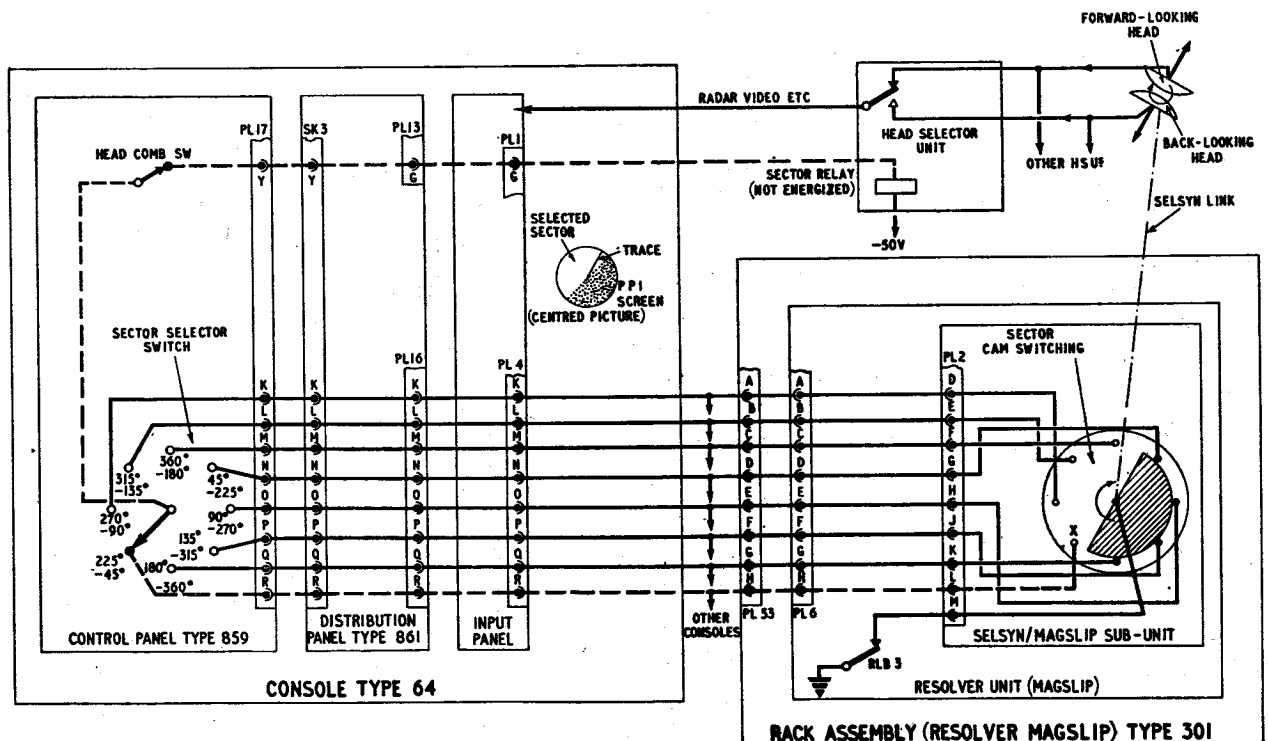 FORWARD-LOOKING
HEAD
RADAR VIDEO ETC
HEAD SELECTOR
UNIT
OTHER HSUs
BACK-LOOKING
HEAD
SECTOR RELAY
(NOT ENERGIZED)
-50V
SELSYN LINK
PL17
SK3
PL13
PL1
HEAD COMB SW
Y
Y
G
G
SELECTED
SECTOR
TRACE
PPI
SCREEN
(CENTRED PICTURE)
SECTOR SELECTOR
SWITCH
PL16
PL4
SECTOR
CAM SWITCHING
PL2
K K K K A A D
L L L L B B E
M M M M C C F
N N N N D D G
O O O O E E H
P P P P F F J
Q Q Q Q G G K
R R R R H H L
M
X
360°
-180°
315°
-135°
45°
-225°
270°
-90°
90°
-270°
135°
-315°
225°
-45°
180°
-360°
CONTROL PANEL TYPE 859
DISTRIBUTION
PANEL TYPE 861
INPUT
PANEL
OTHER
CONSOLES
PL53
PL6
SELSYN/MAGSLIP SUB-UNIT
RLB 3
RESOLVER UNIT (MAGSLIP)
CONSOLE TYPE 64
RACK ASSEMBLY (RESOLVER MAGSLIP) TYPE 301